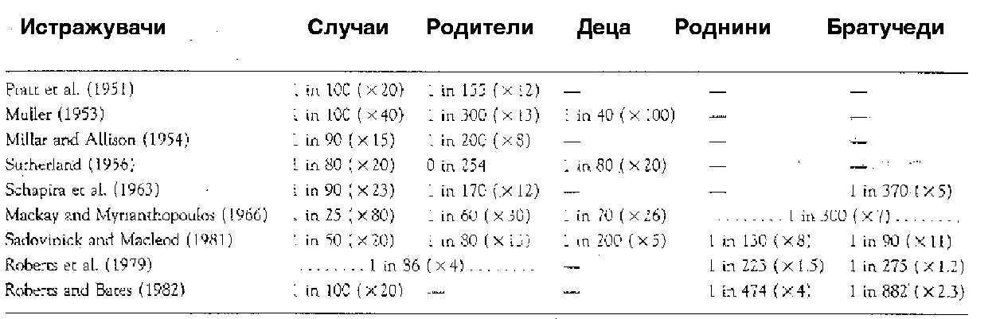 Истражувачи Случаи Родители Деца Роднини Братучеди
Pratt et al. (1951) 1 in 100 (×20) 1 in 155 (×12) — — —
Muller (1953) 1 in 100 (×40) 1 in 300 (×13) 1 in 40 (×100) — —
Millar and Allison (1954) 1 in 90 (×15) 1 in 200 (×8) — — —
Sutherland (1956) 1 in 80 (×20) 0 in 254 1 in 80 (×20) — —
Schapira et al. (1963) 1 in 90 (×23) 1 in 170 (×12) — — 1 in 370 (×5)
Mackay and Myrianthopoulos (1966) 1 in 25 (×80) 1 in 60 (×30) 1 in 70 (×26) ........1 in 300 (×7)........
Sadovinick and Macleod (1981) 1 in 50 (×20) 1 in 80 (×13) 1 in 200 (×5) 1 in 130 (×8) 1 in 90 (×11)
Roberts et al. (1979) ........1 in 86 (×4)........ — 1 in 223 (×1.5) 1 in 275 (×1.2)
Roberts and Bates (1982) 1 in 100 (×20) — — 1 in 474 (×4) 1 in 882 (×2.3)